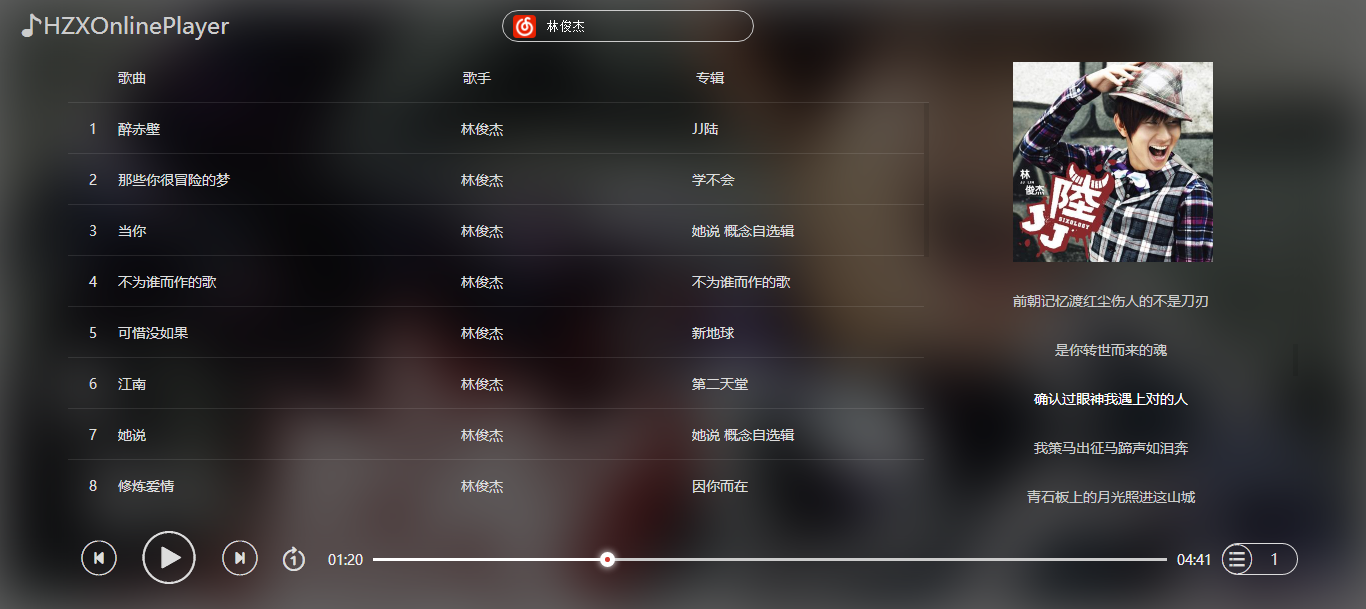 HZXOnlinePlayer
林俊杰
歌曲 歌手 专辑
1 醉赤壁 林俊杰 JJ陆
2 那些你很冒险的梦 林俊杰 学不会
3 当你 林俊杰 她说 概念自选辑
4 不为谁而作的歌 林俊杰 不为谁而作的歌
5 可惜没如果 林俊杰 新地球
6 江南 林俊杰 第二天堂
7 她说 林俊杰 她说 概念自选辑
8 修炼爱情 林俊杰 因你而在
林
JJ LIN
俊杰
陸
SIXOLOGY
JJ
前朝记忆渡红尘伤人的不是刀刃
是你转世而来的魂
确认过眼神我遇上对的人
我策马出征马蹄声如泪奔
青石板上的月光照进这山城
1
01:20
04:41
1